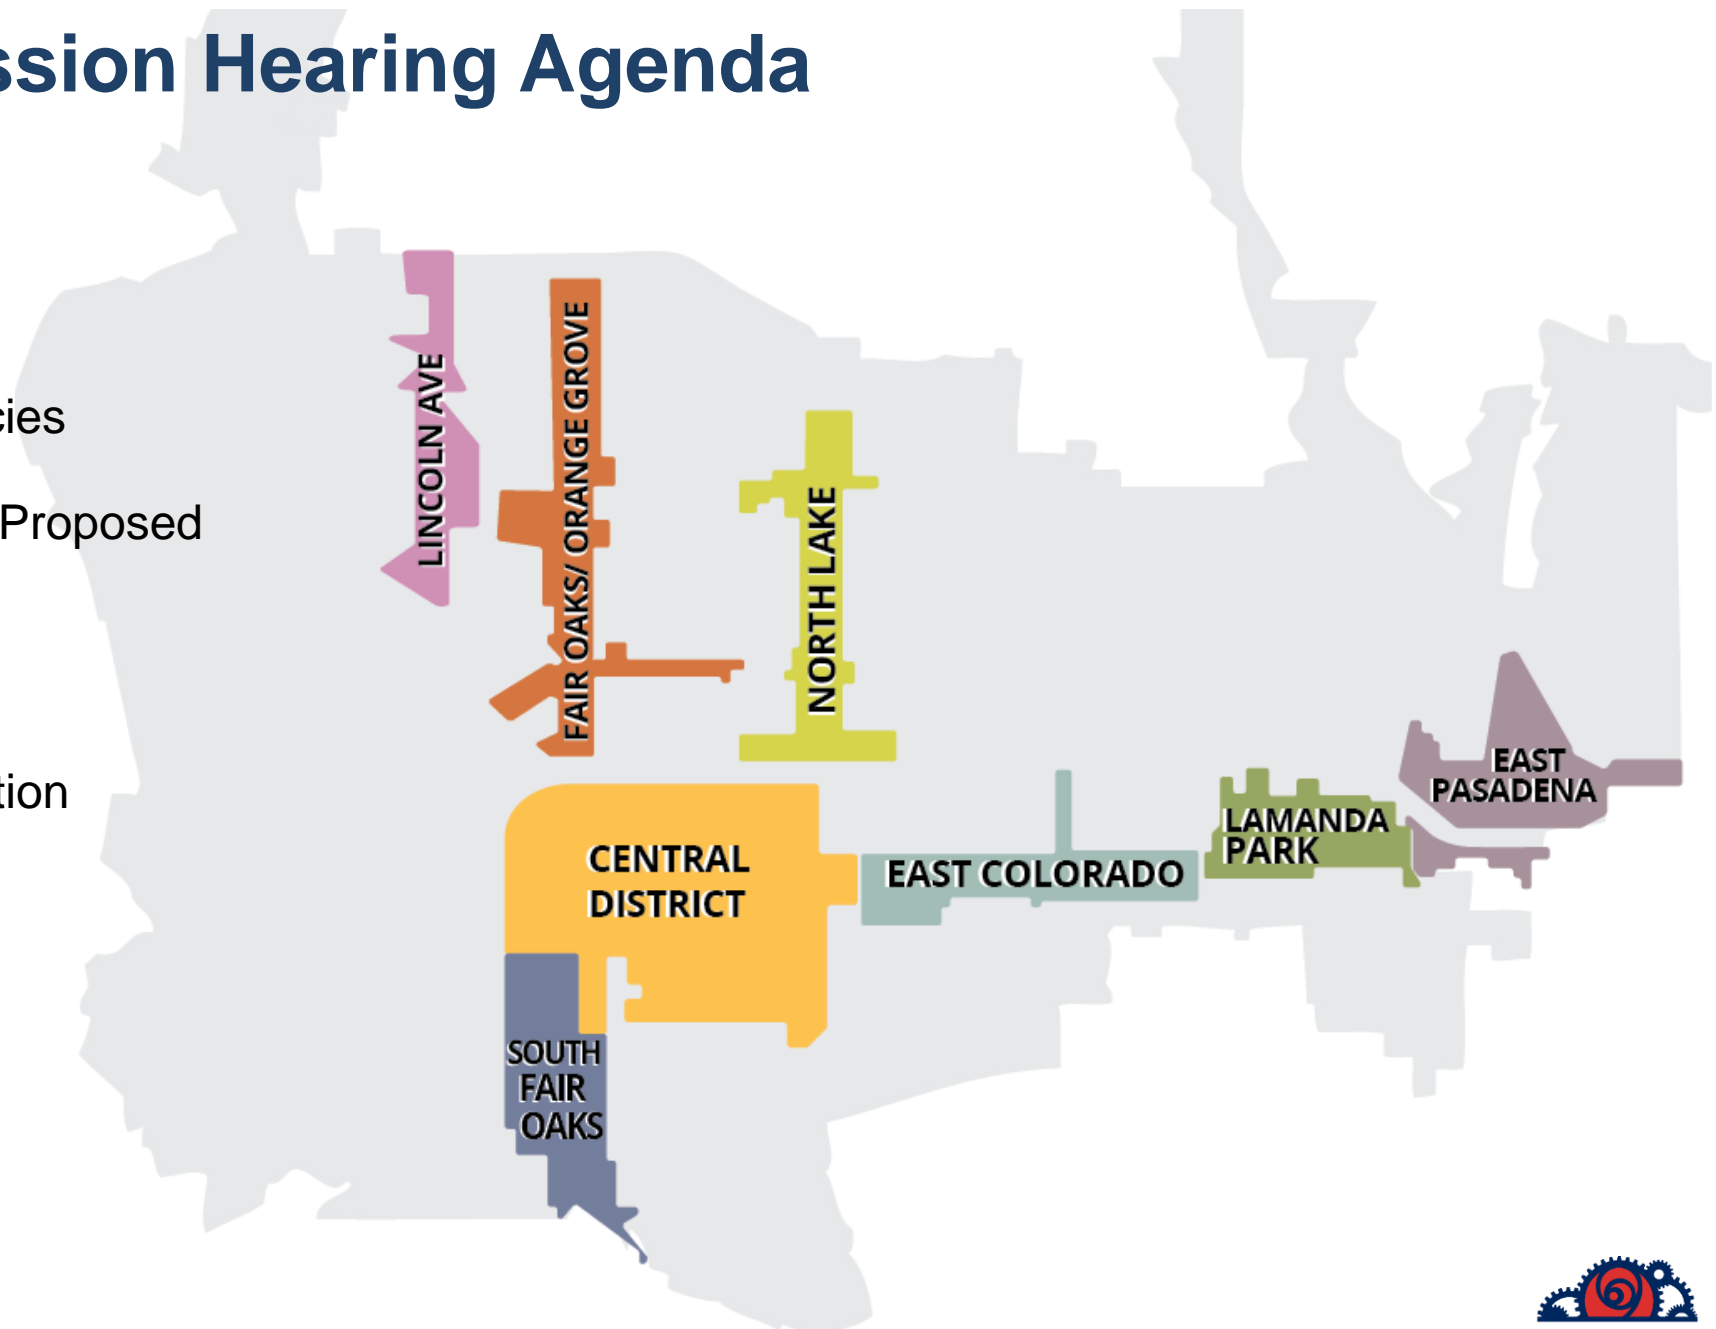 ssion Hearing Agenda
cies
Proposed
tion
LINCOLN AVE
FAIR OAKS/ ORANGE GROVE
NORTH LAKE
CENTRAL
DISTRICT
EAST COLORADO
LAMANDA
PARK
EAST
PASADENA
SOUTH
FAIR
OAKS